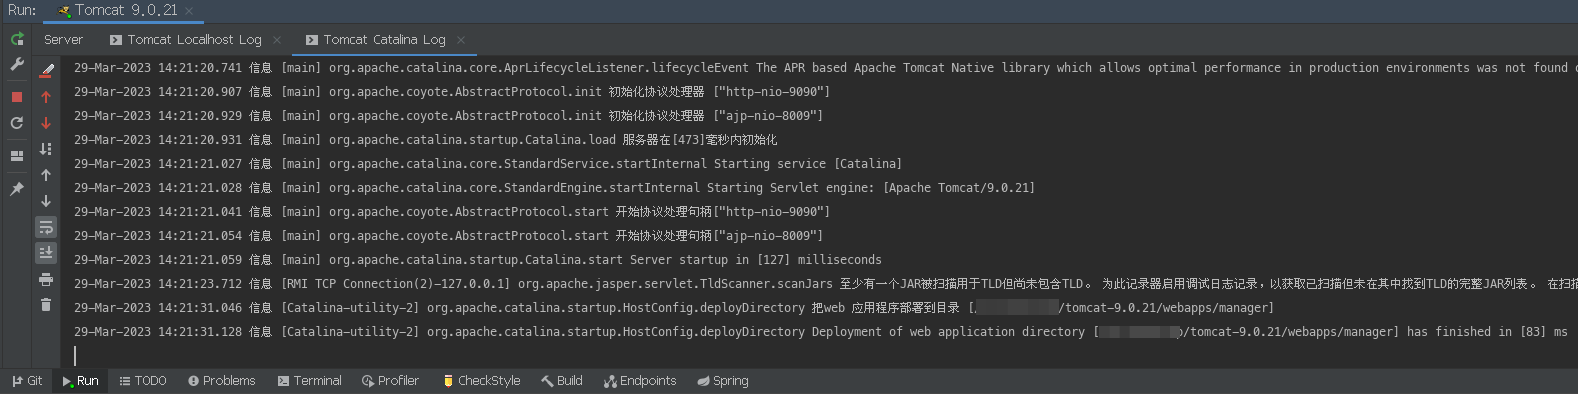 Run: Tomcat 9.0.21
Server Tomcat Localhost Log Tomcat Catalina Log
29-Mar-2023 14:21:20.741 信息 [main] org.apache.catalina.core.AprLifecycleListener.lifecycleEvent The APR based Apache Tomcat Native library which allows optimal performance in production environments was not found
29-Mar-2023 14:21:20.907 信息 [main] org.apache.coyote.AbstractProtocol.init 初始化协议处理器 ["http-nio-9090"]
29-Mar-2023 14:21:20.929 信息 [main] org.apache.coyote.AbstractProtocol.init 初始化协议处理器 ["ajp-nio-8009"]
29-Mar-2023 14:21:20.931 信息 [main] org.apache.catalina.startup.Catalina.load 服务器在[473]毫秒内初始化
29-Mar-2023 14:21:21.027 信息 [main] org.apache.catalina.core.StandardService.startInternal Starting service [Catalina]
29-Mar-2023 14:21:21.028 信息 [main] org.apache.catalina.core.StandardEngine.startInternal Starting Servlet engine: [Apache Tomcat/9.0.21]
29-Mar-2023 14:21:21.041 信息 [main] org.apache.coyote.AbstractProtocol.start 开始协议处理句柄["http-nio-9090"]
29-Mar-2023 14:21:21.054 信息 [main] org.apache.coyote.AbstractProtocol.start 开始协议处理句柄["ajp-nio-8009"]
29-Mar-2023 14:21:21.059 信息 [main] org.apache.catalina.startup.Catalina.start Server startup in [127] milliseconds
29-Mar-2023 14:21:23.712 信息 [RMI TCP Connection(2)-127.0.0.1] org.apache.jasper.servlet.TldScanner.scanJars 至少有一个JAR被扫描用于TLD但尚未包含TLD。 为此记录器启用调试日志记录，以获取已扫描但未在其中找到TLD的完整JAR列表。 在扫
29-Mar-2023 14:21:31.046 信息 [Catalina-utility-2] org.apache.catalina.startup.HostConfig.deployDirectory 把web 应用程序部署到目录 [/tomcat-9.0.21/webapps/manager]
29-Mar-2023 14:21:31.128 信息 [Catalina-utility-2] org.apache.catalina.startup.HostConfig.deployDirectory Deployment of web application directory [/tomcat-9.0.21/webapps/manager] has finished in [83] ms
Git Run TODO Problems Terminal Profiler CheckStyle Build Endpoints Spring